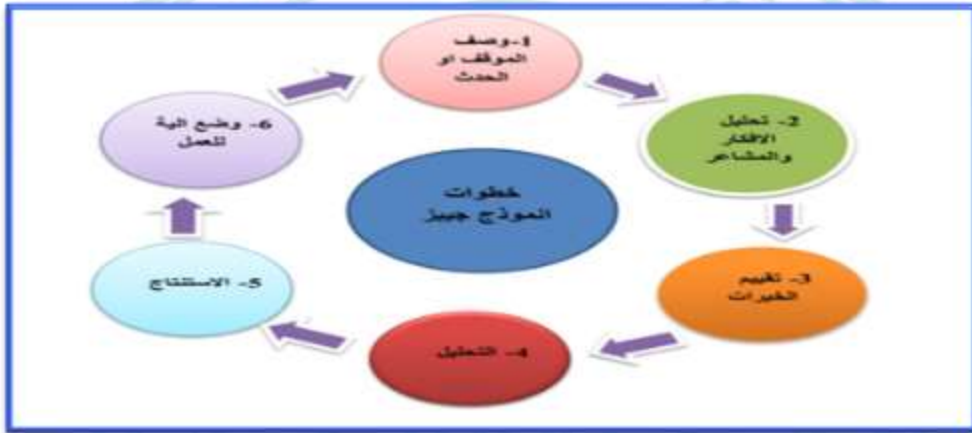 1-وصف
الموقف او
الحدث
2- تحليل
الافكار
والمشاعر
3- تقييم
الخبرات
4- التحليل
5- الاستنتاج
6- وضع الية
للعمل
خطوات
انموذج جيبز